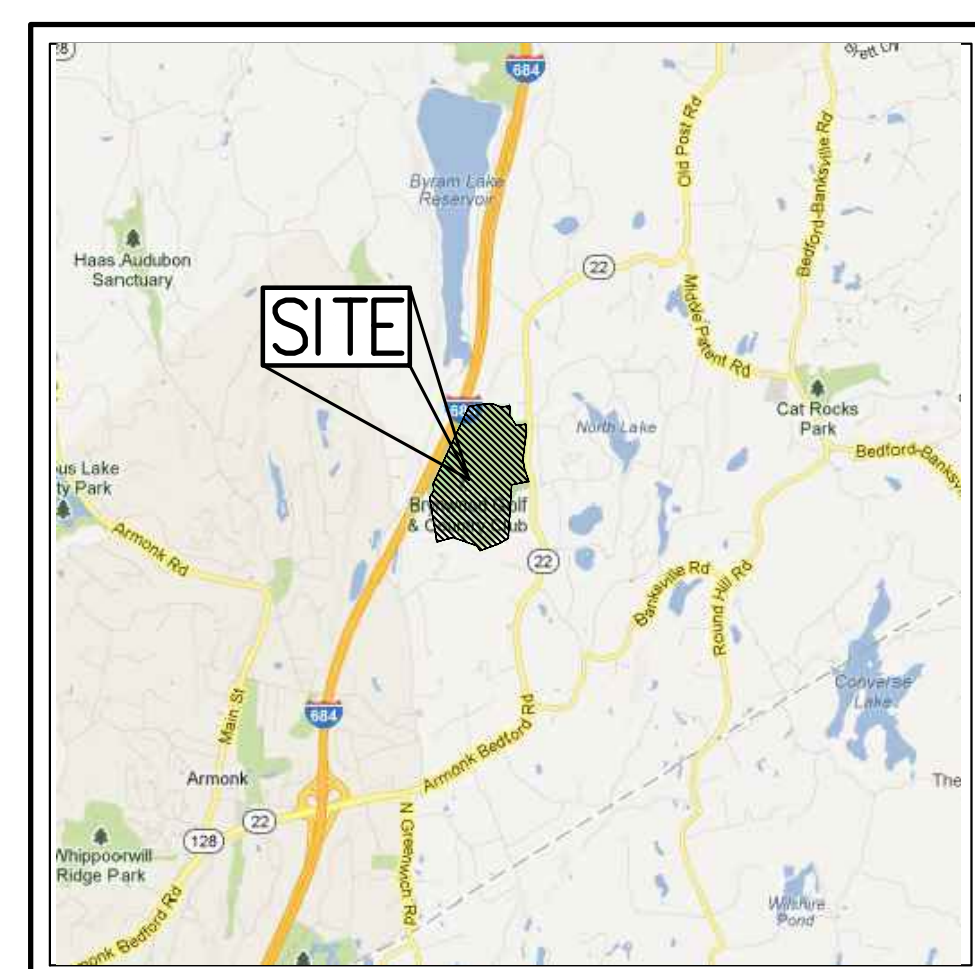 684
Old Post Rd
Byram Lake
Reservoir
Bedford-Banksville Rd
Haas Audubon
Sanctuary
22
Middle Patent Rd
SITE
Cat Rocks
Park
North Lake
Bedford-Banksv
us Lake
ty Park
& C
ub
Armonk Rd
22
Banksville Rd
Round Hill Rd
Converse
Lake
Main St
684
Armonk Bedford Rd
Armonk
The
22
128
N Greenwich Rd
Whippoorwill
Ridge Park
Wilshire
Pond
monk Bedford Rd